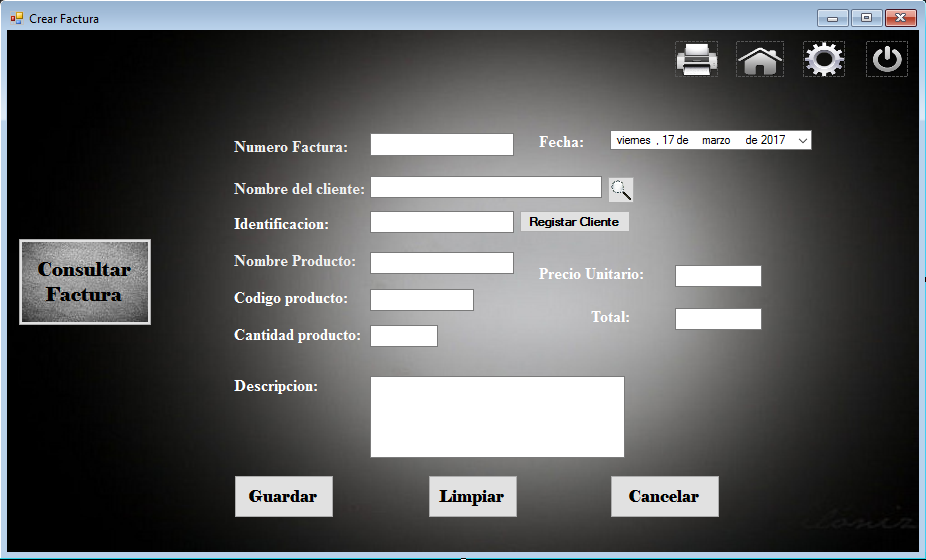 Crear Factura
Numero Factura:
Fecha:
viernes , 17 de marzo de 2017
Nombre del cliente:
Identificacion:
Registar Cliente
Nombre Producto:
Precio Unitario:
Consultar
Factura
Codigo producto:
Total:
Cantidad producto:
Descripcion:
Guardar
Limpiar
Cancelar